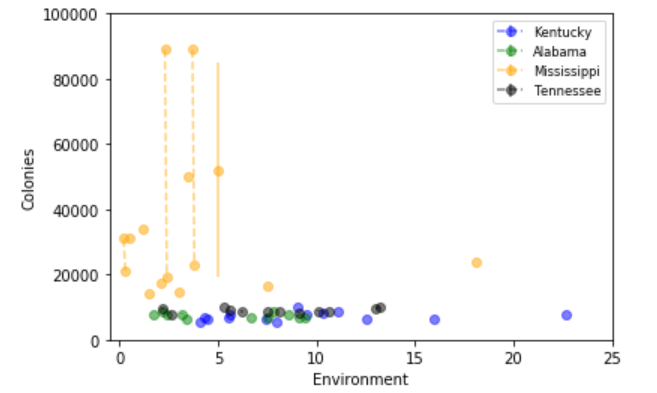 100000
80000
60000
40000
20000
0
Colonies
0 5 10 15 20 25
Environment
Kentucky
Alabama
Mississippi
Tennessee